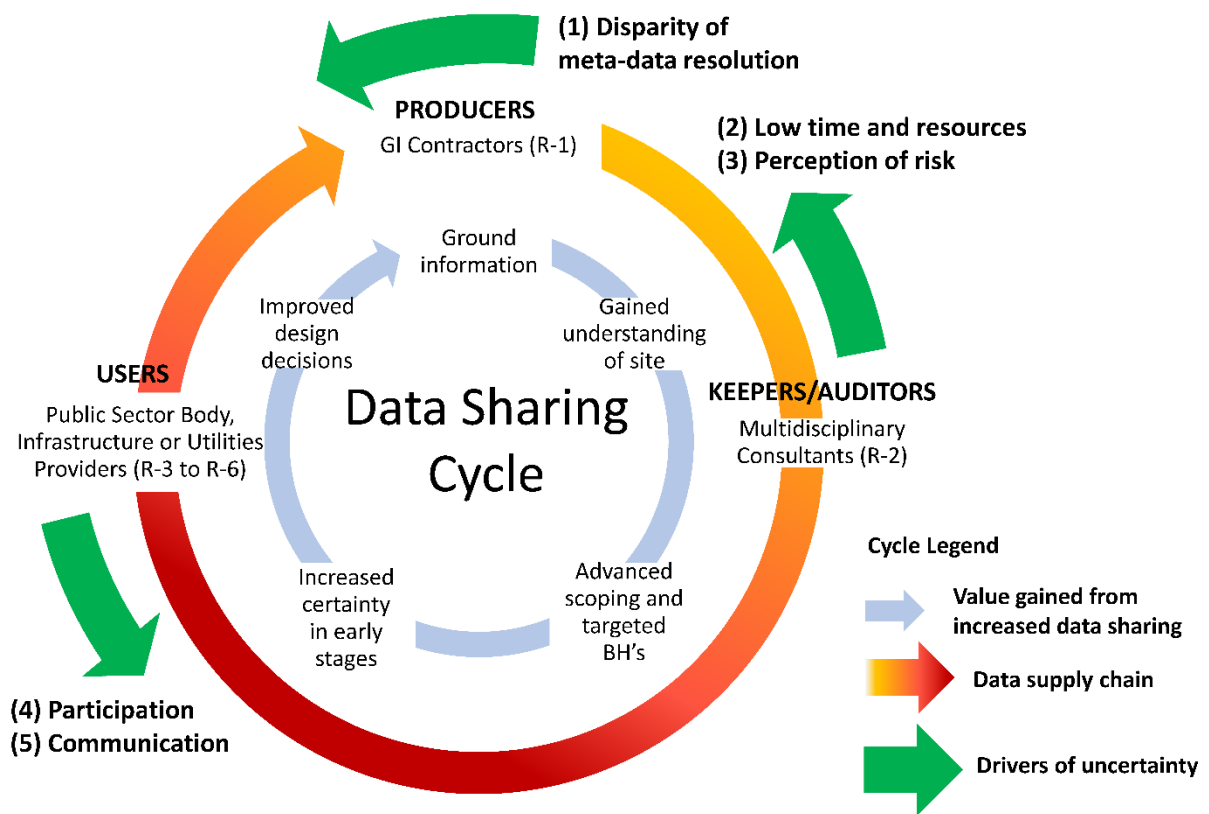 (1) Disparity of
meta-data resolution
PRODUCERS
GI Contractors (R-1)
(2) Low time and resources
(3) Perception of risk
Ground
information
Improved
design
decisions
Gained
understanding
of site
USERS
Public Sector Body,
Infrastructure or Utilities
Providers (R-3 to R-6)
Data Sharing
Cycle
KEEPERS/AUDITORS
Multidisciplinary
Consultants (R-2)
Increased
certainty
in early
stages
Advanced
scoping and
targeted
BH's
(4) Participation
(5) Communication
Cycle Legend
Value gained from
increased data sharing
Data supply chain
Drivers of uncertainty